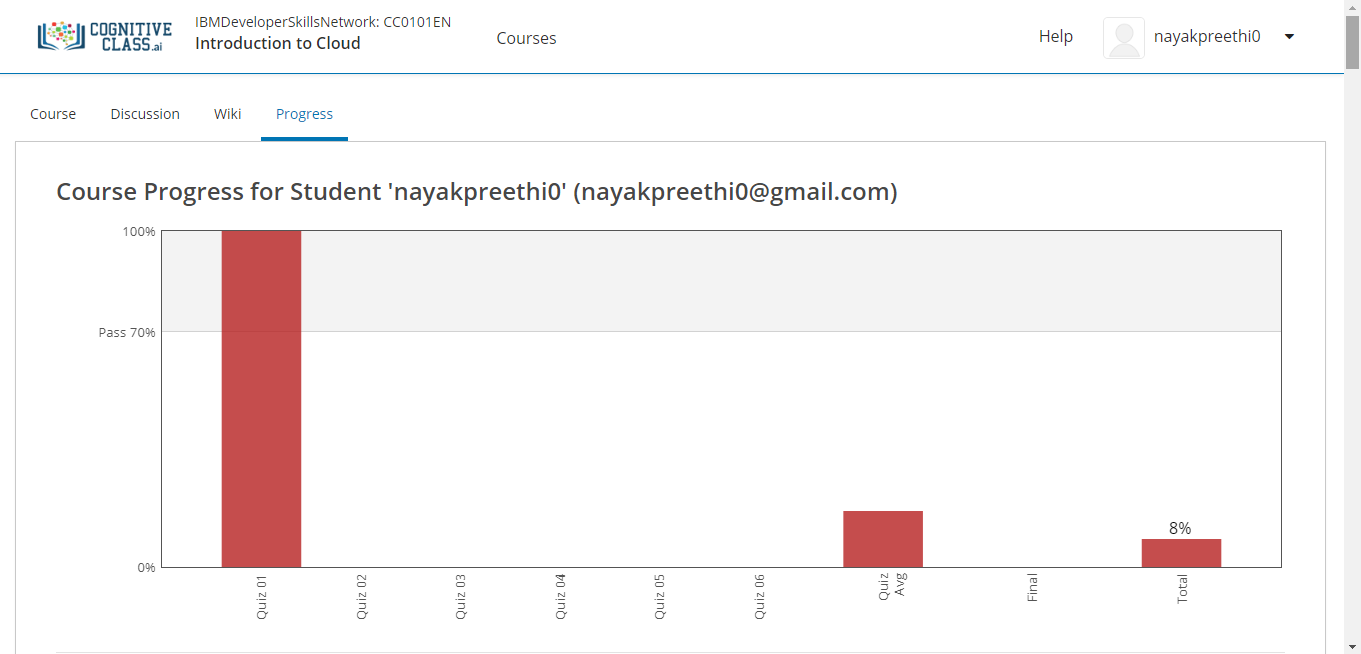 COGNITIVE
CLASS.ai
IBMDeveloperSkillsNetwork: CC0101EN
Introduction to Cloud
Courses
Help
nayakpreethi0
Course
Discussion
Wiki
Progress
Course Progress for Student 'nayakpreethi0' (nayakpreethi0@gmail.com)
100%
Pass 70%
0%
8%
Quiz 01
Quiz 02
Quiz 03
Quiz 04
Quiz 05
Quiz 06
Quiz
Avg
Final
Total